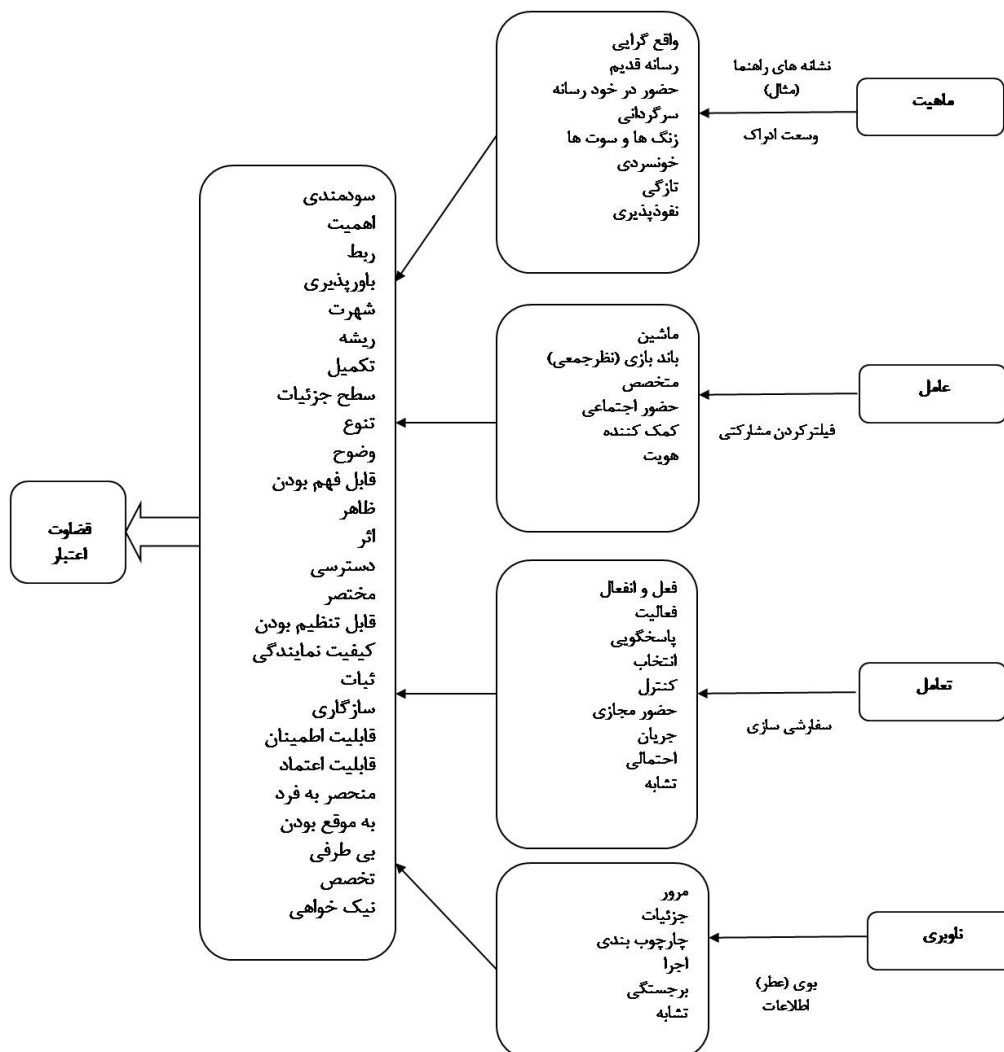 ماهیت
نشانه های راهنما
(مثال)
وسعت ادراک
واقع گرایی
رسانه قدیم
حضور در خود رسانه
سرگردانی
زنگ ها و سوت ها
خونسردی
تازگی
نفوذپذیری
عامل
فیلترکردن مشارکتی
ماشین
باند بازی (نظرجمعی)
متخصص
حضور اجتماعی
کمک کننده
هویت
تعامل
سفارشی سازی
فعل و انفعال
فعالیت
پاسخگویی
انتخاب
کنترل
حضور مجازی
جریان
احتمالی
تشابه
ناوبری
بوی (عطر)
اطلاعات
مرور
جزئیات
چارچوب بندی
اجرا
برجستگی
تشابه
سودمندی
اهمیت
ربط
باورپذیری
شهرت
ریشه
تکمیل
سطح جزئیات
تنوع
وضوح
قابل فهم بودن
ظاهر
اثر
دسترسی
مختصر
قابل تنظیم بودن
کیفیت نمایندگی
ثبات
سازگاری
قابلیت اطمینان
قابلیت اعتماد
منحصر به فرد
به موقع بودن
بی طرفی
تخصص
نیک خواهی
قضاوت
اعتبار